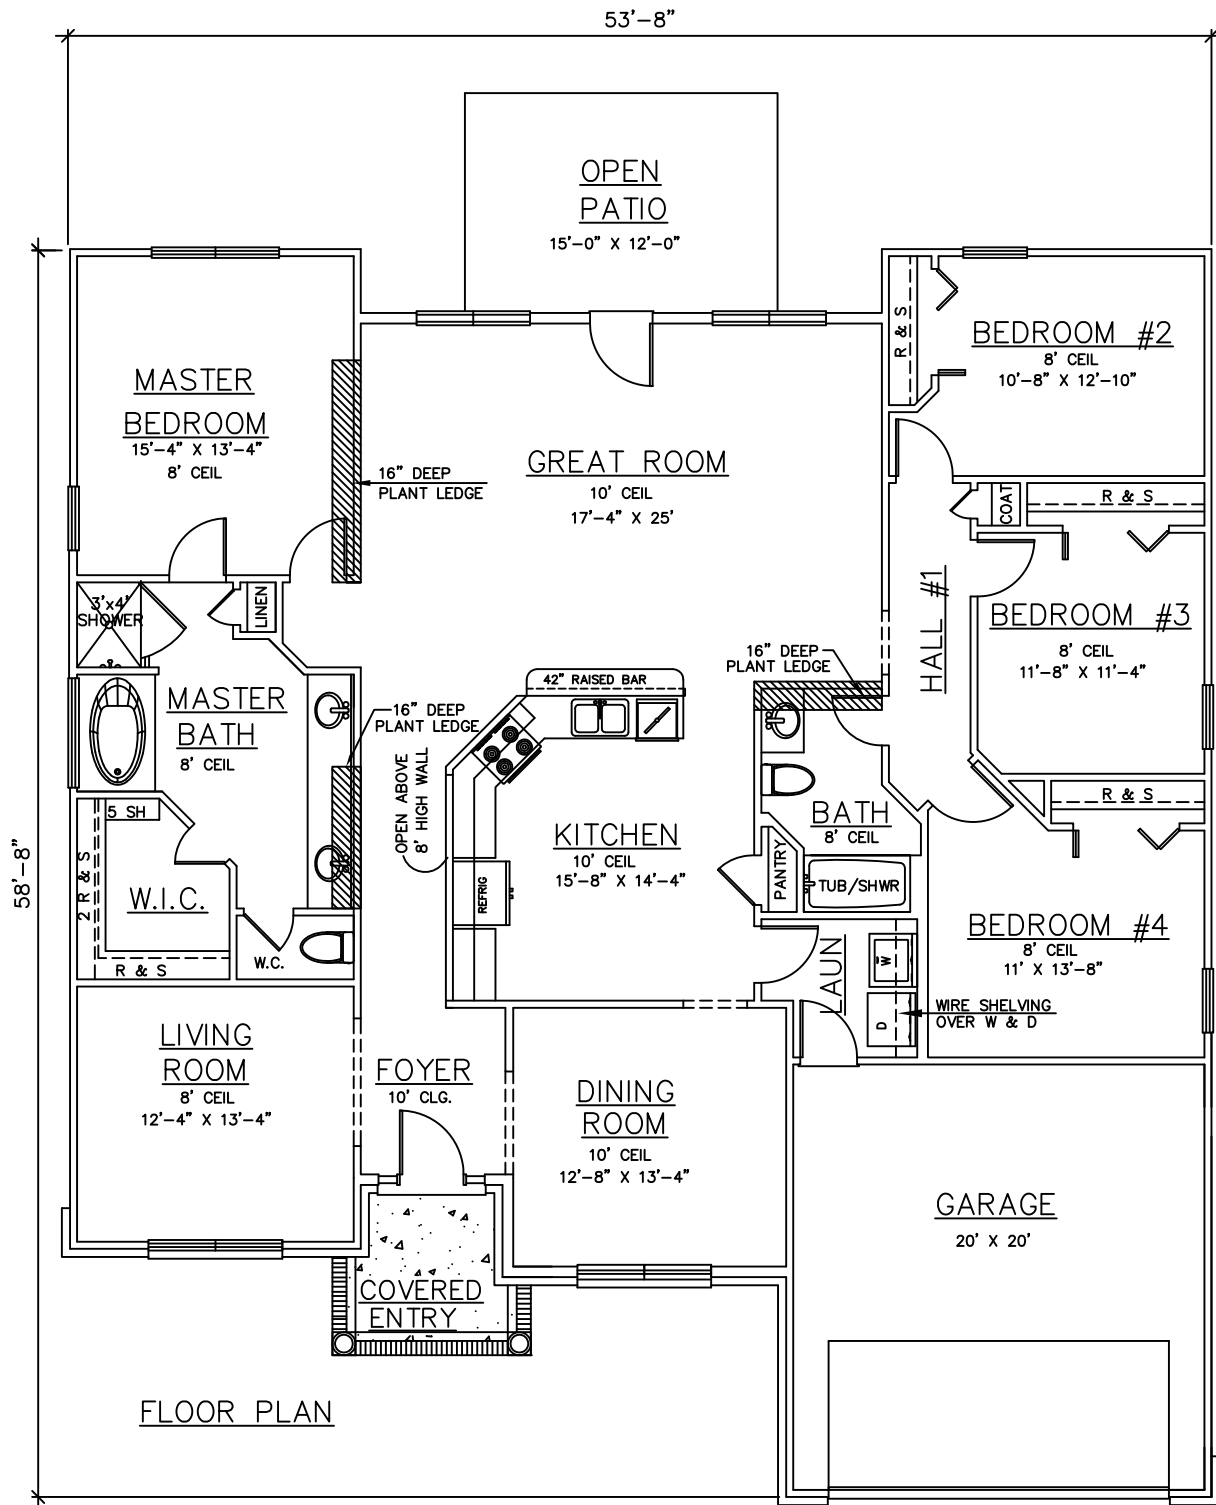 53'-8"
OPEN
PATIO
15'-0" X 12'-0"
MASTER
BEDROOM
15'-4" X 13'-4"
8' CEIL
16" DEEP
PLANT LEDGE
GREAT ROOM
10' CEIL
17'-4" X 25'
R & S
BEDROOM #2
8' CEIL
10'-8" X 12'-10"
COAT
R & S
HALL #1
BEDROOM #3
8' CEIL
11'-8" X 11'-4"
3'x4'
SHOWER
LINEN
MASTER
BATH
8' CEIL
16" DEEP
PLANT LEDGE
42" RAISED BAR
16" DEEP
PLANT LEDGE
OPEN ABOVE
8' HIGH WALL
5 SH
2 R & S
W.I.C.
R & S
W.C.
KITCHEN
10' CEIL
15'-8" X 14'-4"
REFRIG
PANTRY
BATH
8' CEIL
TUB/SHWR
R & S
BEDROOM #4
8' CEIL
11' X 13'-8"
LAUN
W
D
WIRE SHELVING
OVER W & D
58'-8"
LIVING
ROOM
8' CEIL
12'-4" X 13'-4"
FOYER
10' CLG.
DINING
ROOM
10' CEIL
12'-8" X 13'-4"
GARAGE
20' X 20'
COVERED
ENTRY
FLOOR PLAN